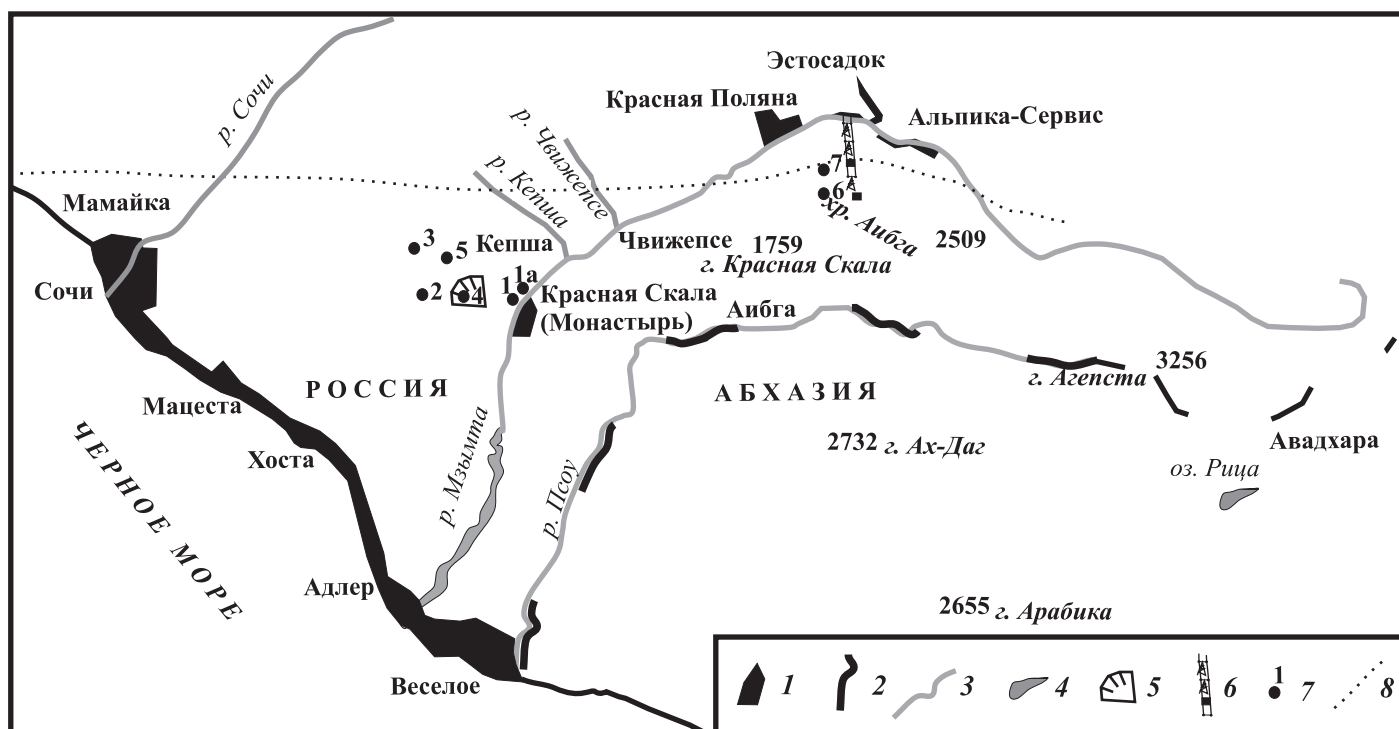 Эстосадок
Красная Поляна
Альпика-Сервис
р. Сочи
р. Чвижепсе
р. Кепша
7
6
хр. Аибга
Мамайка
3
5
Кепша
Чвижепсе
1759
2509
г. Красная Скала
Сочи
2
4
1
1а
Красная Скала
(Монастырь)
Аибга
РОССИЯ
АБХАЗИЯ
г. Агепста
3256
Мацеста
Хоста
р. Мзымта
р. Псоу
2732 г. Ах-Даг
Авадхара
оз. Рица
ЧЕРНОЕ МОРЕ
Адлер
2655 г. Арабика
Веселое
1
2
3
4
5
6
1
7
8